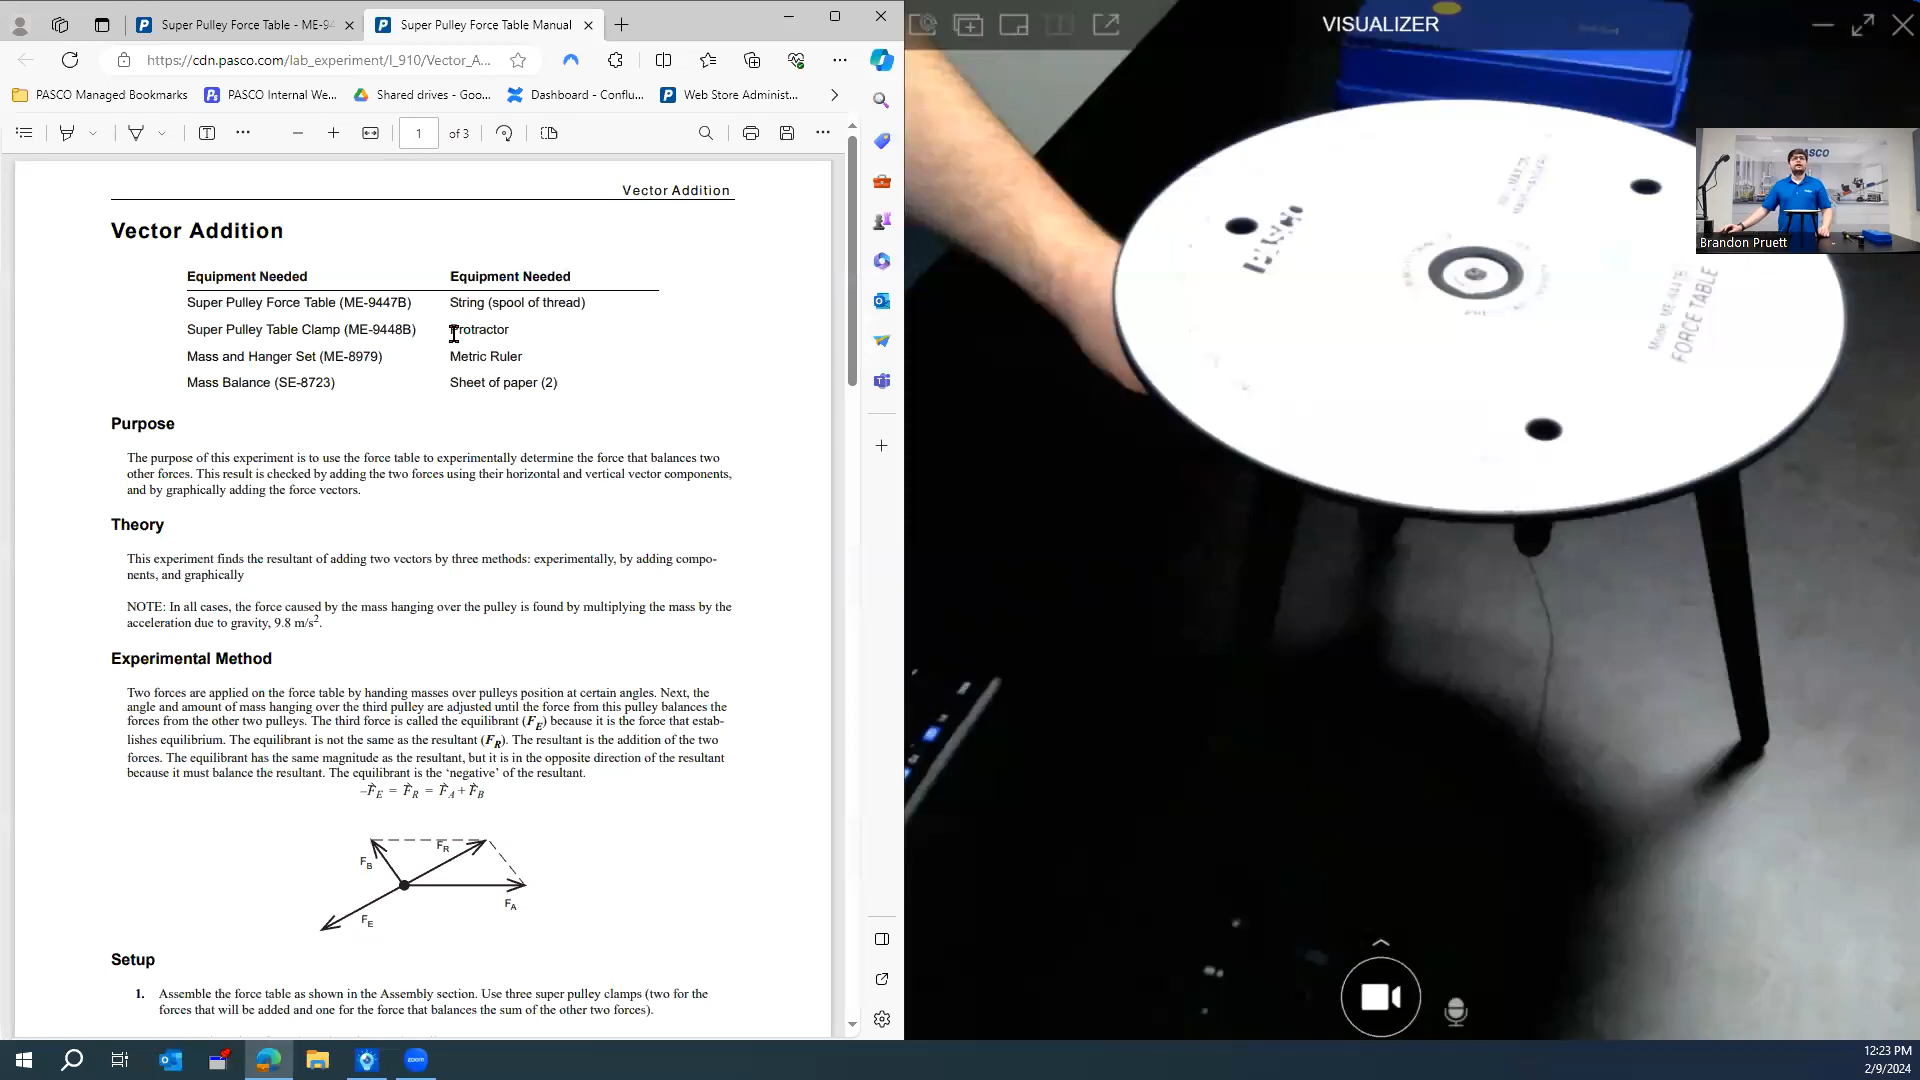 Super Pulley Force Table - ME-94
Super Pulley Force Table Manual
https://cdn.pasco.com/lab_experiment/I_910/Vector_A...
PASCO Managed Bookmarks
PASCO Internal We...
Shared drives - Goo...
Dashboard - Conflu...
Web Store Administ...
1 of 3
Vector Addition
Vector Addition
Equipment Needed Equipment Needed
Super Pulley Force Table (ME-9447B) String (spool of thread)
Super Pulley Table Clamp (ME-9448B) Protractor
Mass and Hanger Set (ME-8979) Metric Ruler
Mass Balance (SE-8723) Sheet of paper (2)
Purpose
The purpose of this experiment is to use the force table to experimentally determine the force that balances two
other forces. This result is checked by adding the two forces using their horizontal and vertical vector components,
and by graphically adding the force vectors.
Theory
This experiment finds the resultant of adding two vectors by three methods: experimentally, by adding compo-
nents, and graphically
NOTE: In all cases, the force caused by the mass hanging over the pulley is found by multiplying the mass by the
acceleration due to gravity, 9.8 m/s².
Experimental Method
Two forces are applied on the force table by handing masses over pulleys position at certain angles. Next, the
angle and amount of mass hanging over the third pulley are adjusted until the force from this pulley balances the
forces from the other two pulleys. The third force is called the equilibrant (F_E) because it is the force that estab-
lishes equilibrium. The equilibrant is not the same as the resultant (F_R). The resultant is the addition of the two
forces. The equilibrant has the same magnitude as the resultant, but it is in the opposite direction of the resultant
because it must balance the resultant. The equilibrant is the ‘negative’ of the resultant.
–F⃗_E = F⃗_R = F⃗_A + F⃗_B
F_R
F_B
F_A
F_E
Setup
1. Assemble the force table as shown in the Assembly section. Use three super pulley clamps (two for the
forces that will be added and one for the force that balances the sum of the other two forces).
VISUALIZER
FORCE TABLE
Brandon Pruett
zoom
12:23 PM
2/9/2024